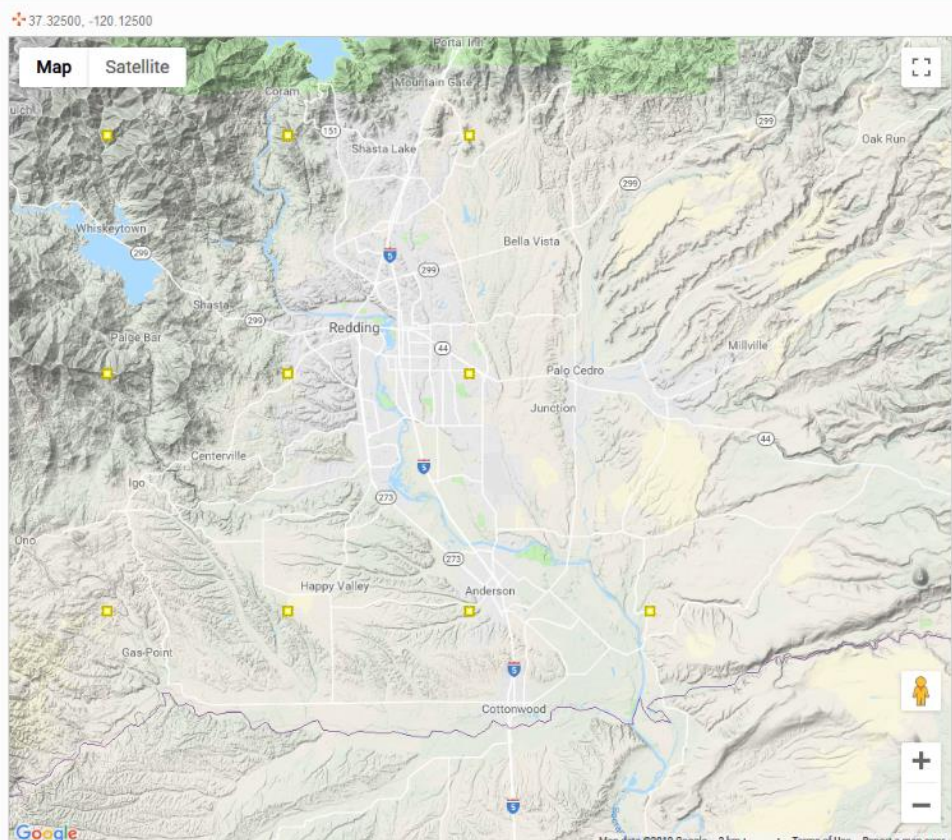 37.32500, -120.12500
Portal Inn
Map Satellite
Mountain Gate
Coram
299
151
Oak Run
Shasta Lake
299
Whiskeytown
Bella Vista
299
5
299
Shasta
299
Redding
Paige Bar
44
Millville
Palo Cedro
Junction
44
Centerville
5
Igo
273
Ono
273
Happy Valley
Anderson
Gas-Point
5
Cottonwood
5
Google